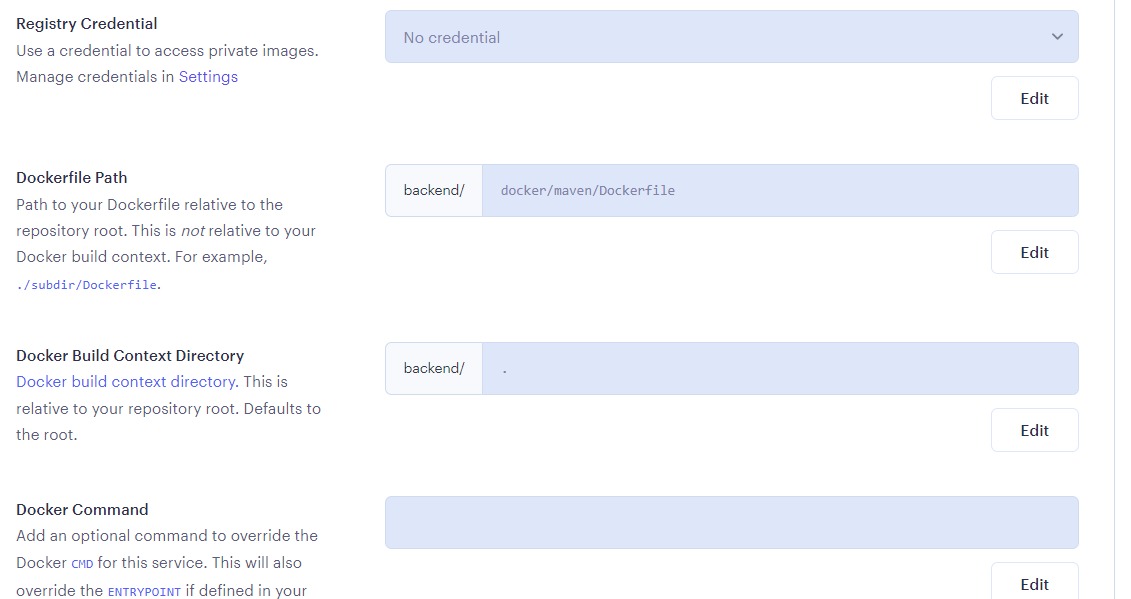 Registry Credential
Use a credential to access private images.
Manage credentials in Settings
No credential
Edit
Dockerfile Path
Path to your Dockerfile relative to the
repository root. This is not relative to your
Docker build context. For example,
./subdir/Dockerfile.
backend/ docker/maven/Dockerfile
Edit
Docker Build Context Directory
Docker build context directory. This is
relative to your repository root. Defaults to
the root.
backend/ .
Edit
Docker Command
Add an optional command to override the
Docker CMD for this service. This will also
override the ENTRYPOINT if defined in your
Edit